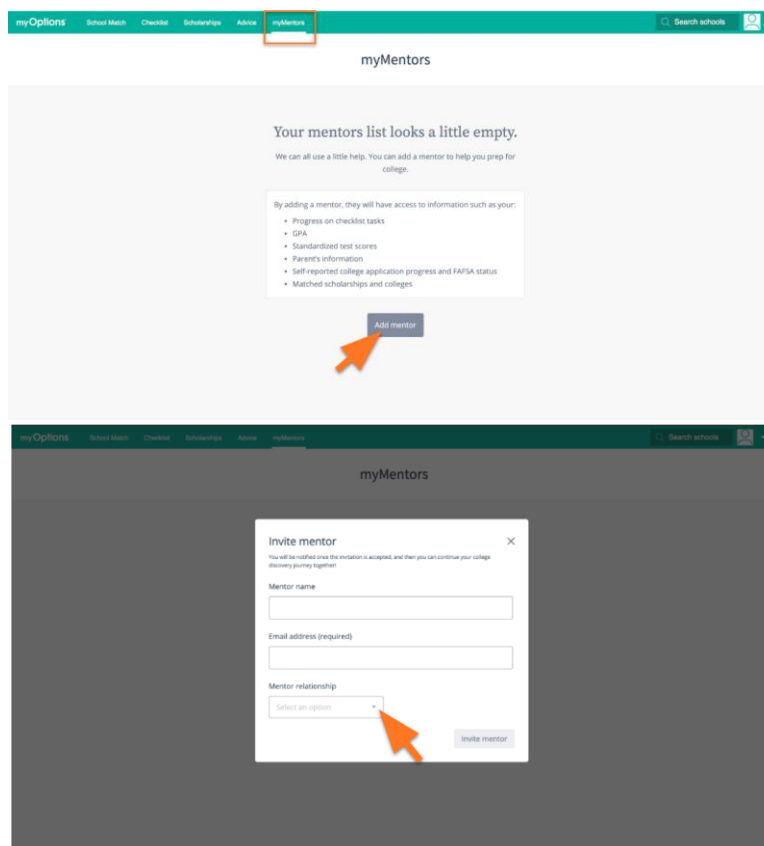 myOptions School Match Checklist Scholarships Advice myMentors Search schools
myMentors
Your mentors list looks a little empty.
We can all use a little help. You can add a mentor to help you prep for
college.
By adding a mentor, they will have access to information such as your:
• Progress on checklist tasks
• GPA
• Standardized test scores
• Parent's information
• Self-reported college application progress and FAFSA status
• Matched scholarships and colleges
Add mentor
myOptions School Match Checklist Scholarships Advice myMentors Search schools
myMentors
Invite mentor
You will be notified once the invitation is accepted, and then you can continue your college
discovery journey together!
Mentor name
Email address (required)
Mentor relationship
Select an option
Invite mentor